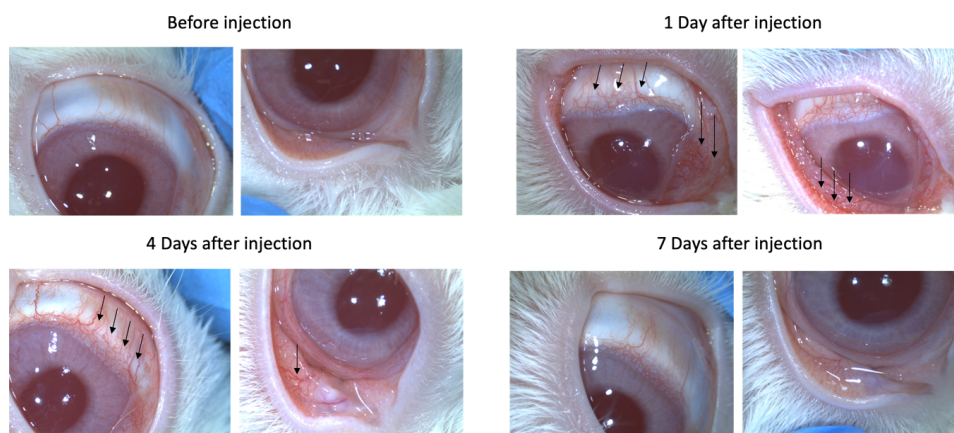 Before injection
1 Day after injection
4 Days after injection
7 Days after injection